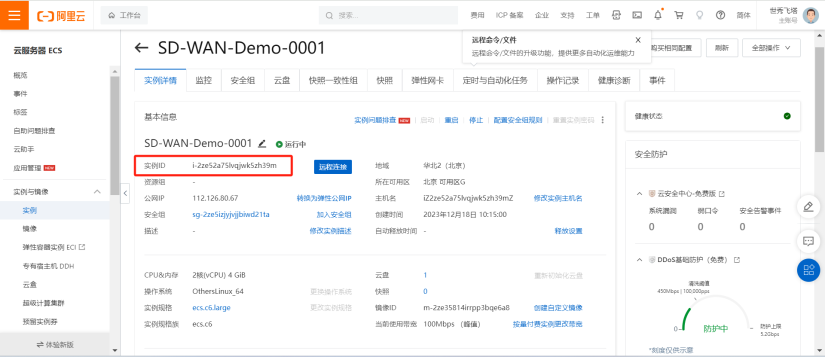 阿里云 工作台 搜索... 费用 ICP 备案 企业 支持 工单 简体 世秀飞塔
主账号
云服务器 ECS
概览
事件
标签
自助问题排查
云助手
应用管理 NEW
实例与镜像
实例
镜像
弹性容器实例 ECI
专有宿主机 DDH
云盒
超级计算集群
预留实例券
体验新版
SD-WAN-Demo-0001
远程命令/文件 X
远程命令/文件的升级功能，提供更多自动化运维能力
购买相同配置 刷新 全部操作
实例详情 监控 安全组 云盘 快照一致性组 快照 弹性网卡 定时与自动化任务 操作记录 健康诊断 事件
基本信息 实例问题排查 NEW 启动 重启 停止 配置安全组规则 重置实例密码
SD-WAN-Demo-0001 运行中
实例ID i-2ze52a75lvqjwk5zh39m 远程连接 地域 华北2（北京）
资源组 - 所在可用区 北京 可用区G
公网IP 112.126.80.67 转换为弹性公网IP 主机名 iZ2ze52a75lvqjwk5zh39mZ 修改实例主机名
安全组 sg-2ze5izjyjvjjbiwd21ta 加入安全组 创建时间 2023年12月18日 10:15:00
描述 - 修改实例描述 自动释放时间 - 释放设置
CPU&内存 2核(vCPU) 4 GiB 云盘 1 重新初始化云盘
操作系统 OthersLinux_64 更换操作系统 快照 0
实例规格 ecs.c6.large 更改实例规格 镜像ID m-2ze35814irrpp3bqe6a8 创建自定义镜像
实例规格族 ecs.c6 当前使用带宽 100Mbps （峰值） 按量付费实例更改带宽
健康状态
安全防护
云安全中心-免费版
系统漏洞 弱口令 安全告警事件
0 0 0
DDoS基础防护（免费）
清洗阈值
450Mbps | 100,000pps
0 防护中 防护上限
5.2Gbps
*刻度仅供示意